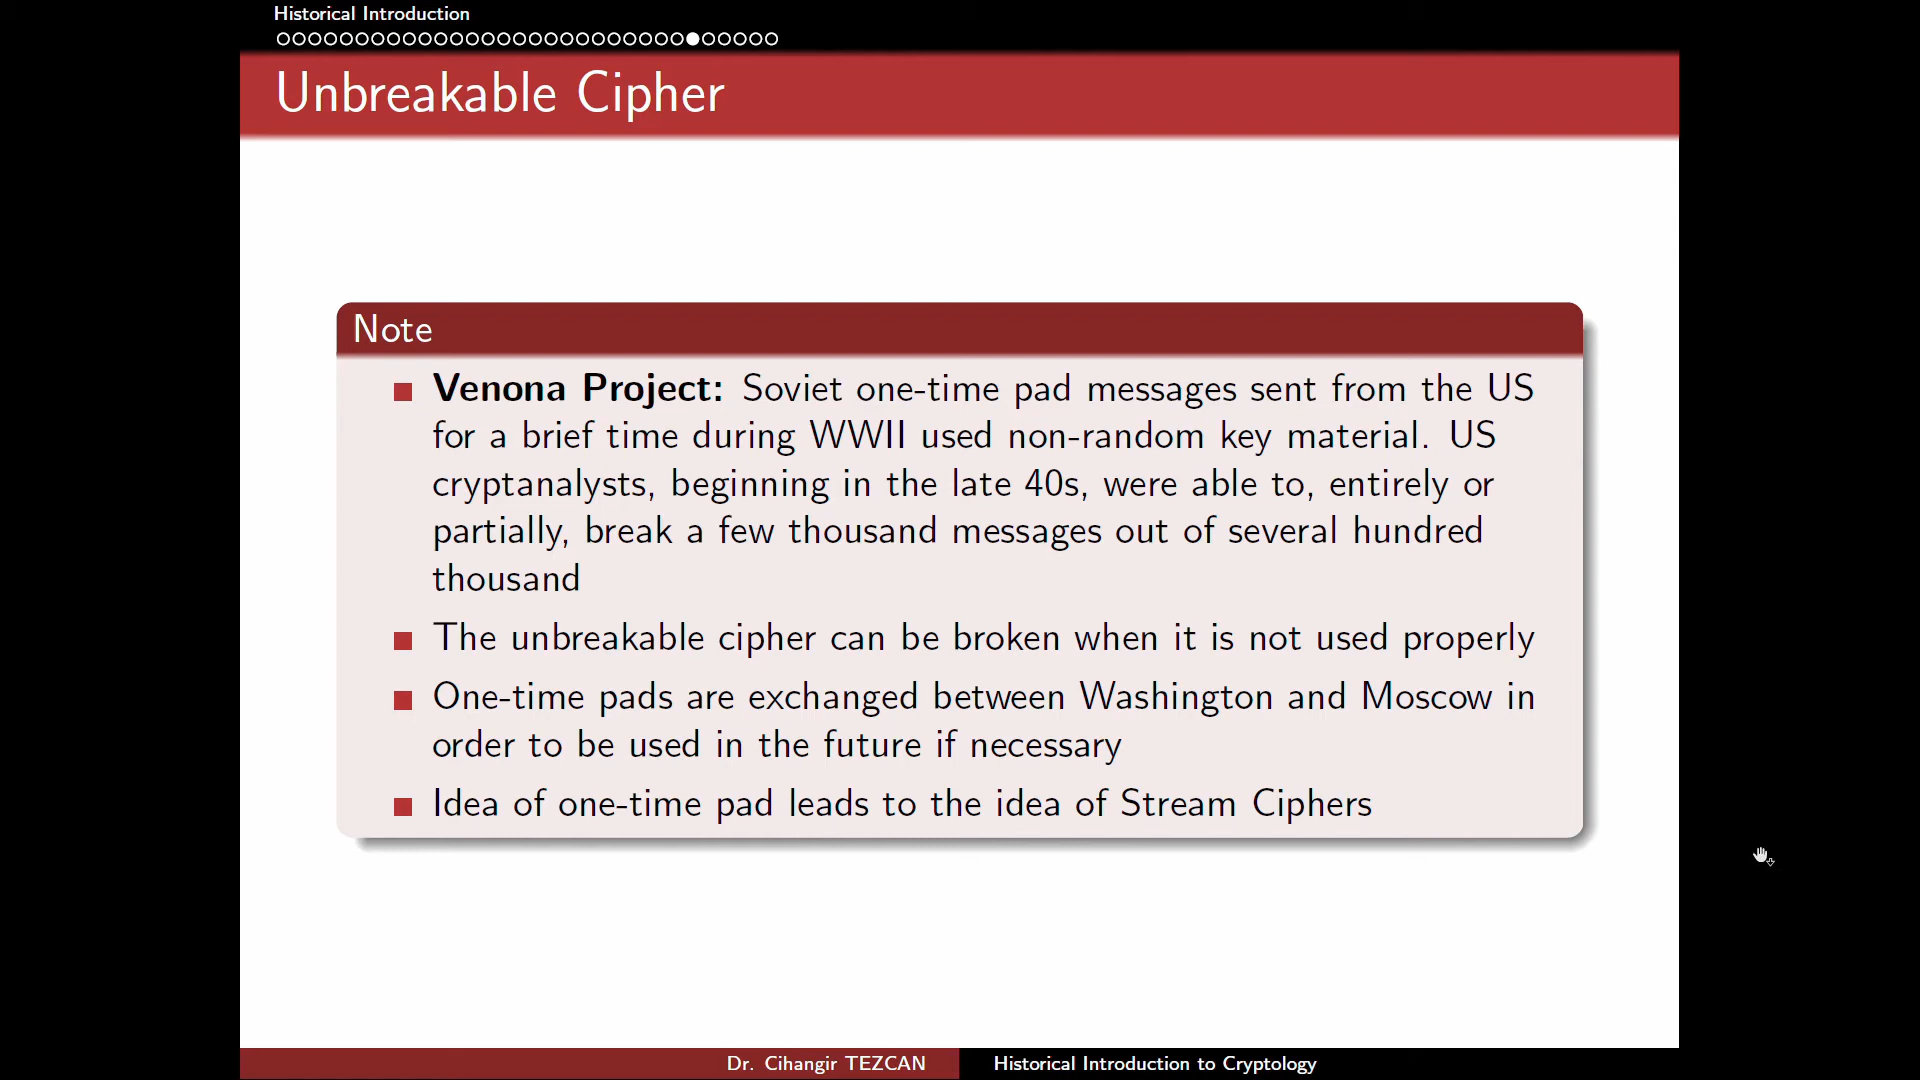 Historical Introduction
Unbreakable Cipher
Note
Venona Project: Soviet one-time pad messages sent from the US
for a brief time during WWII used non-random key material. US
cryptanalysts, beginning in the late 40s, were able to, entirely or
partially, break a few thousand messages out of several hundred
thousand
The unbreakable cipher can be broken when it is not used properly
One-time pads are exchanged between Washington and Moscow in
order to be used in the future if necessary
Idea of one-time pad leads to the idea of Stream Ciphers
Dr. Cihangir TEZCAN
Historical Introduction to Cryptology